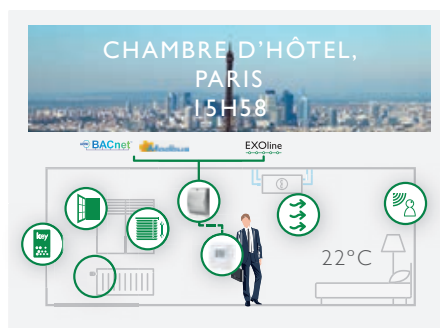 CHAMBRE D'HÔTEL,
PARIS
15H58
BACnet EXOline
key
22°C